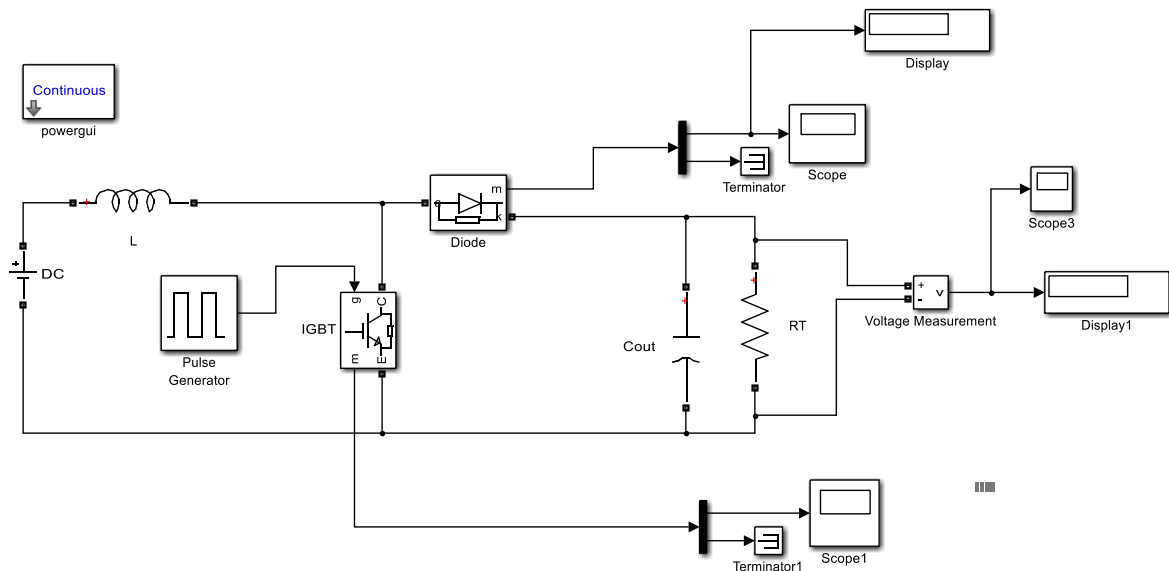 Display
Continuous
powergui
Scope
Terminator
m
a
k
Diode
Scope3
L
+
DC
g
C
IGBT
m
E
Pulse
Generator
Cout
RT
+
-
v
Voltage Measurement
Display1
Scope1
Terminator1